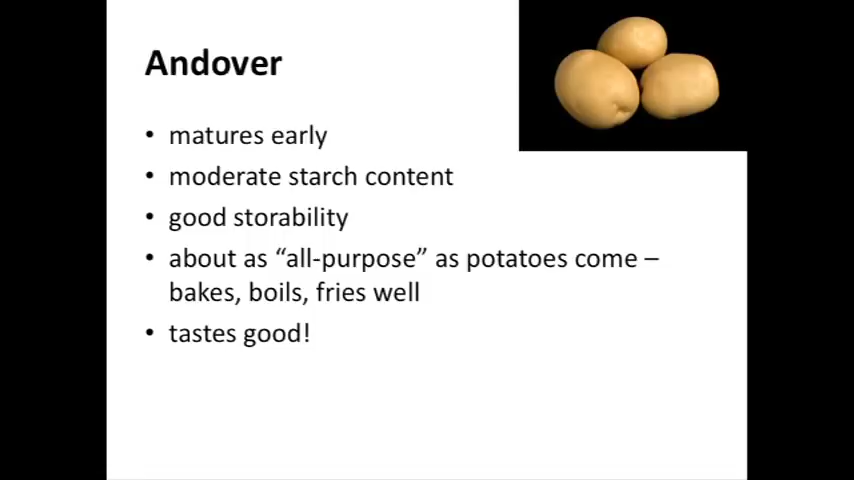 Andover
• matures early
• moderate starch content
• good storability
• about as “all-purpose” as potatoes come –
bakes, boils, fries well
• tastes good!